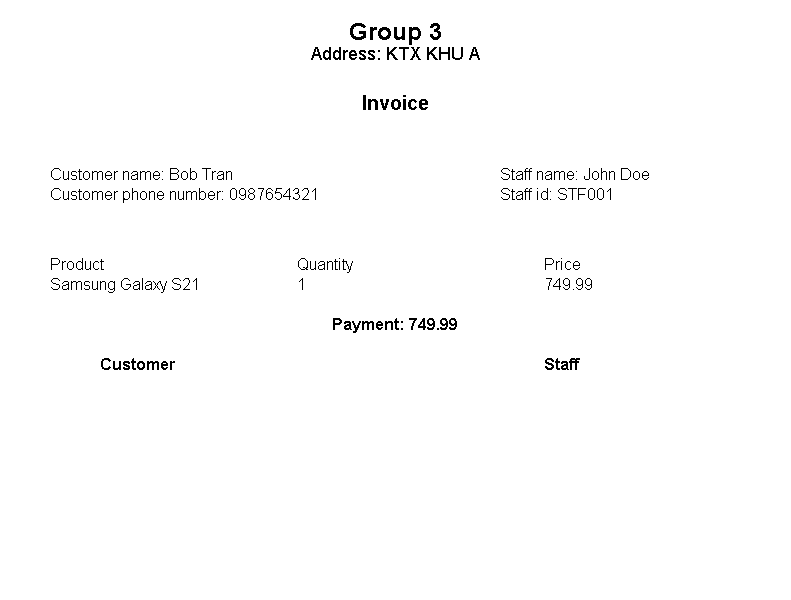 Group 3
Address: KTX KHU A
Invoice
Customer name: Bob Tran Staff name: John Doe
Customer phone number: 0987654321 Staff id: STF001
Product Quantity Price
Samsung Galaxy S21 1 749.99
Payment: 749.99
Customer Staff